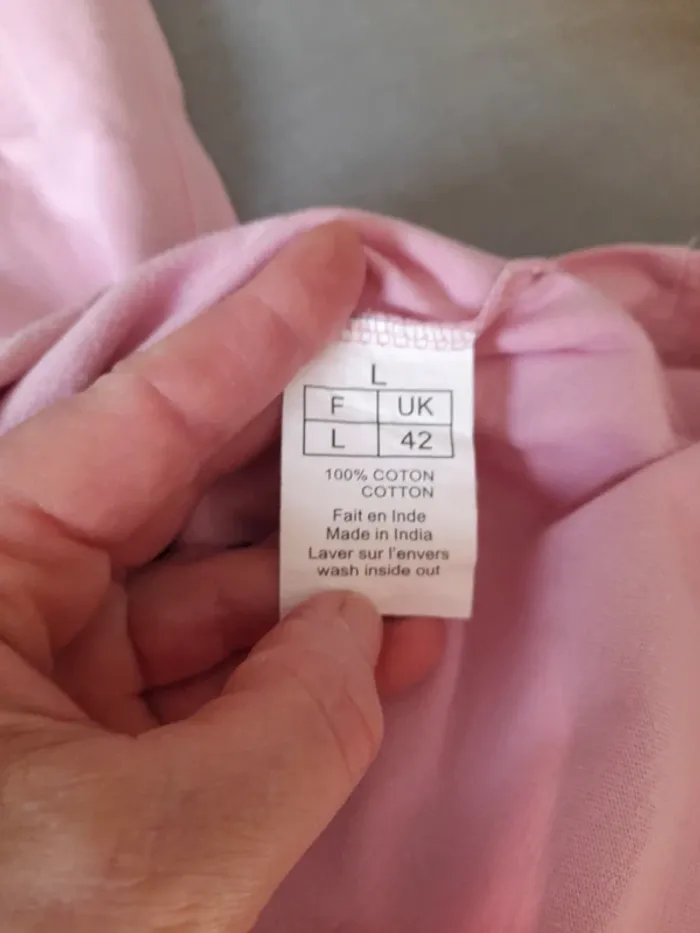 L
F UK
L 42
100% COTON
COTTON
Fait en Inde
Made in India
Laver sur l'envers
wash inside out